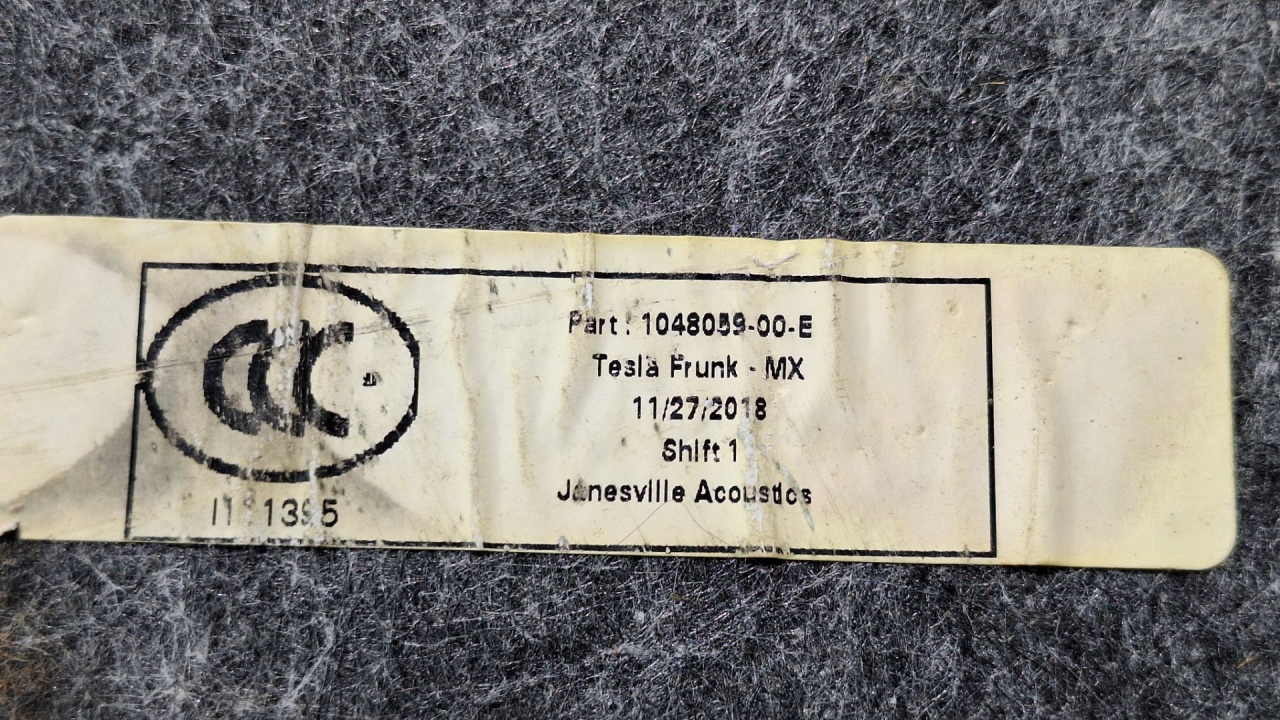 CCC
Part : 1048059-00-E
Tesla Frunk - MX
11/27/2018
Shift 1
Janesville Acoustics